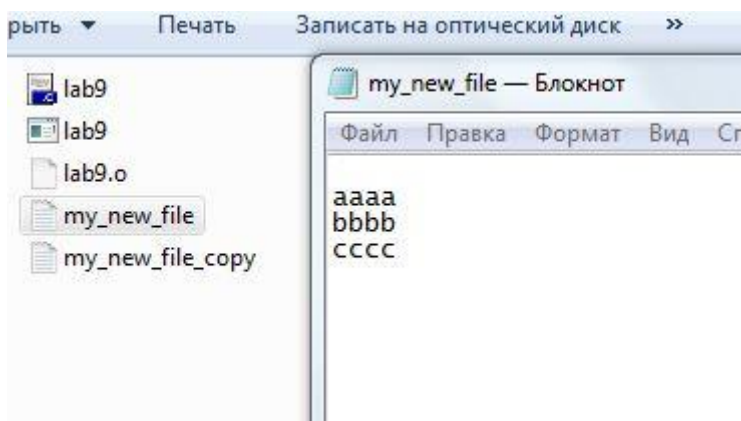 рыть Печать Записать на оптический диск »
lab9
lab9
lab9.o
my_new_file
my_new_file_copy
my_new_file — Блокнот
Файл Правка Формат Вид Сп
aaaa
bbbb
cccc